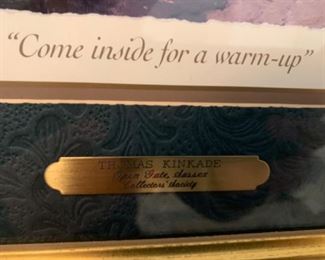 "Come inside for a warm-up"
THOMAS KINKADE
Open Gate, Sussex
Collectors' Society